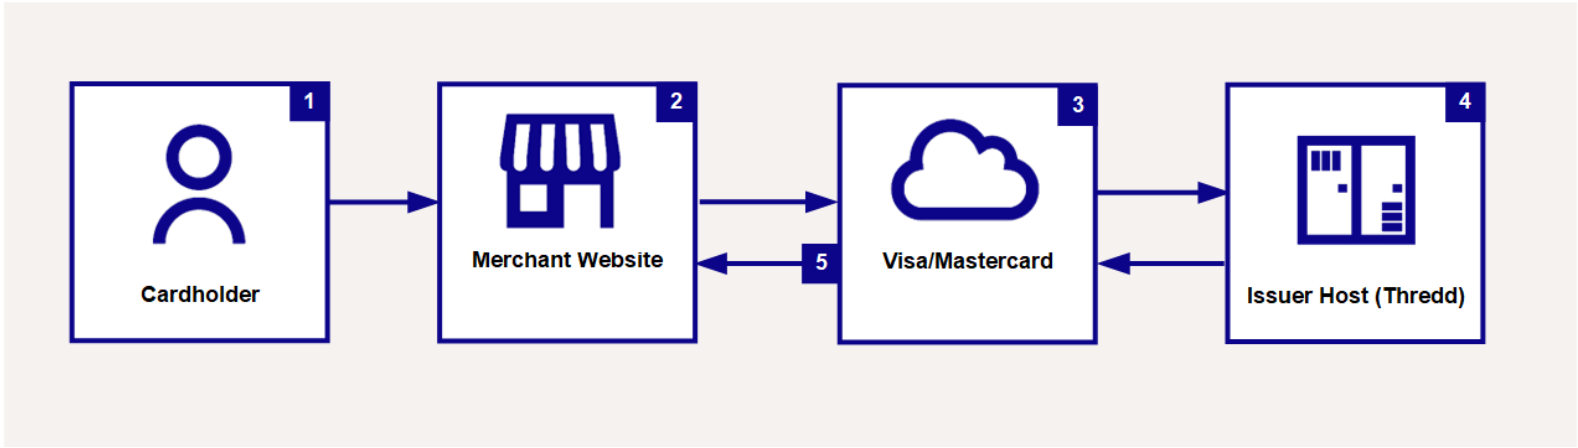 1
Cardholder
2
Merchant Website
3
Visa/Mastercard
4
Issuer Host (Thredd)
5